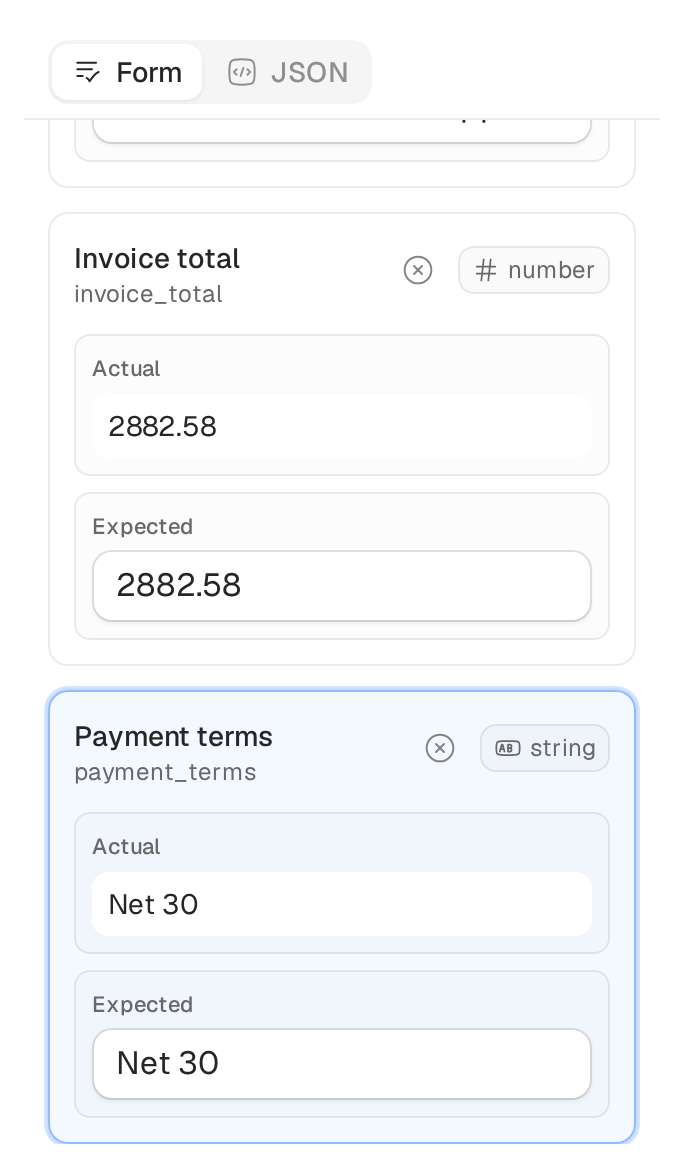 Form
JSON
Invoice total
invoice_total
number
Actual
2882.58
Expected
2882.58
Payment terms
payment_terms
string
Actual
Net 30
Expected
Net 30